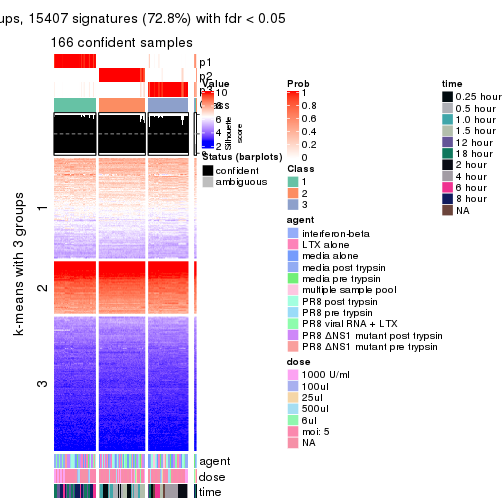 ups, 15407 signatures (72.8%) with fdr < 0.05
166 confident samples
p1
p2
Value
10
6
4
2
Silhouette score
Status (barplots)
confident
ambiguous
k-means with 3 groups
1
2
3
agent
dose
time
Prob
1
0.8
0.6
0.4
0.2
0
Class
1
2
3
agent
interferon-beta
LTX alone
media alone
media post trypsin
media pre trypsin
multiple sample pool
PR8 post trypsin
PR8 pre trypsin
PR8 viral RNA + LTX
PR8 ΔNS1 mutant post trypsin
PR8 ΔNS1 mutant pre trypsin
dose
1000 U/ml
100ul
25ul
500ul
6ul
moi: 5
NA
time
0.25 hour
0.5 hour
1.0 hour
1.5 hour
12 hour
18 hour
2 hour
4 hour
6 hour
8 hour
NA